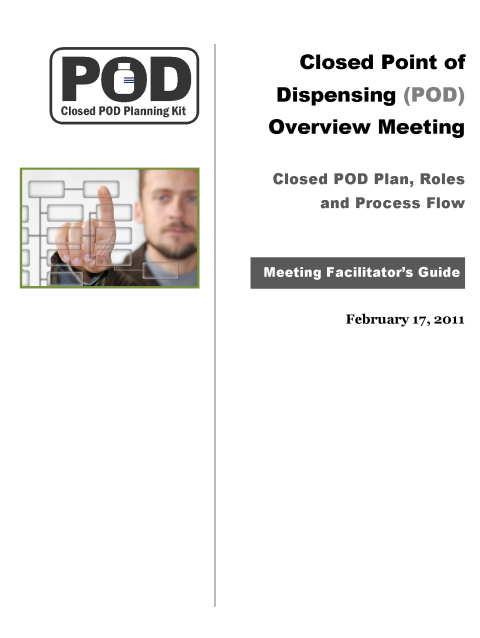 POD
Closed POD Planning Kit
Closed Point of
Dispensing (POD)
Overview Meeting
Closed POD Plan, Roles
and Process Flow
Meeting Facilitator's Guide
February 17, 2011